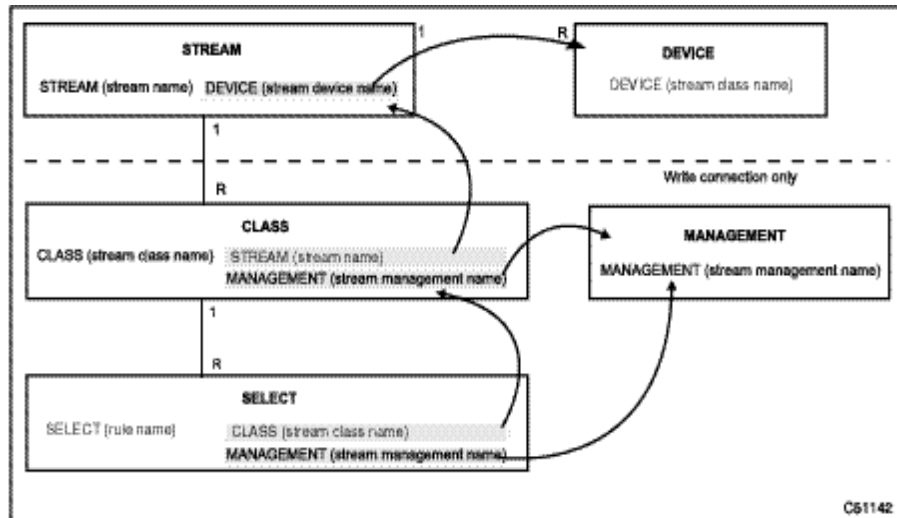 1
R
STREAM
DEVICE
STREAM (stream name) DEVICE (stream device name)
DEVICE (stream class name)
1
Write connection only
R
CLASS
MANAGEMENT
CLASS (stream class name) STREAM (stream name)
MANAGEMENT (stream management name)
MANAGEMENT (stream management name)
1
R
SELECT
SELECT (rule name) CLASS (stream class name)
MANAGEMENT (stream management name)
C51142